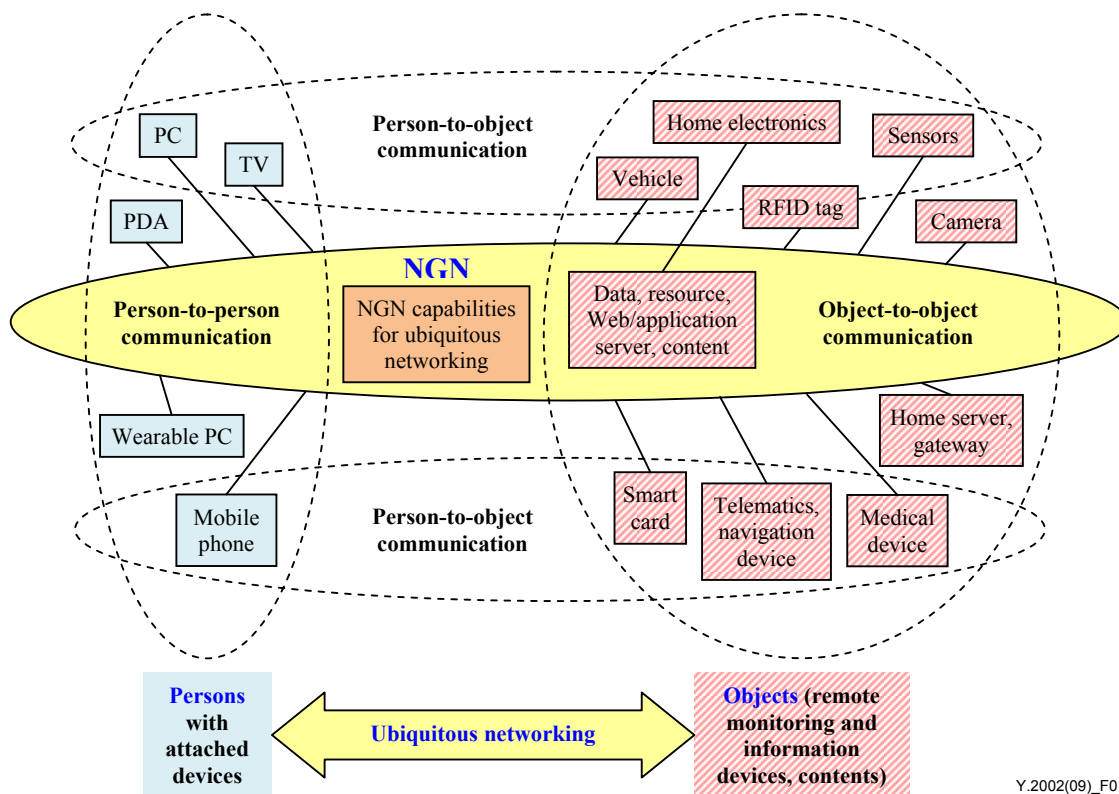 PC
TV
PDA
Person-to-object
communication
Home electronics
Sensors
Vehicle
RFID tag
Camera
NGN
Person-to-person
communication
NGN capabilities
for ubiquitous
networking
Data, resource,
Web/application
server, content
Object-to-object
communication
Wearable PC
Mobile
phone
Person-to-object
communication
Smart
card
Telematics,
navigation
device
Medical
device
Home server,
gateway
Persons
with
attached
devices
Ubiquitous networking
Objects (remote
monitoring and
information
devices, contents)
Y.2002(09)_F0